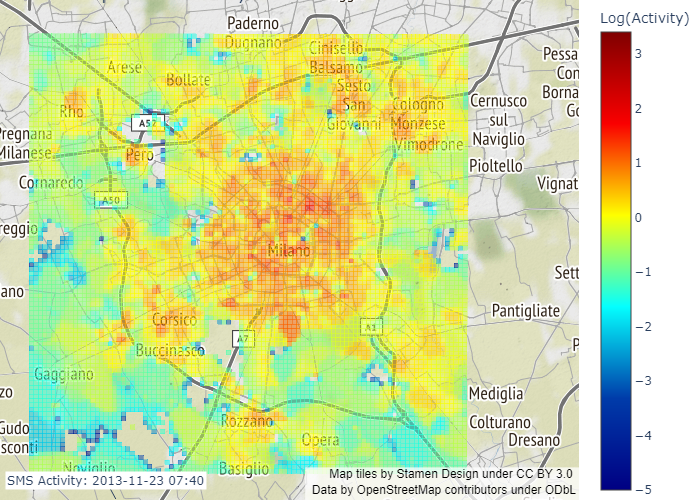 Paderno
Dugnano
Log(Activity)
Cinisello
Balsamo
Arese
Bollate
Sesto
San
Giovanni
Rho
A52
Cologno
Monzese
Vimodrone
Cernusco
sul
Naviglio
Pioltello
Pessa
Con
Borna
Go
Pregnana
Milanese
Pero
Cornaredo
A50
Vignat
reggio
Milano
Sett
ano
Corsico
A7
A1
Pantigliate
P
Buccinasco
Gaggiano
zo
Mediglia
Gudo
sconti
Rozzano
Opera
Colturano
Dresano
Noviglio
Basiglio
SMS Activity: 2013-11-23 07:40
Map tiles by Stamen Design under CC BY 3.0
Data by OpenStreetMap contributors under ODbL
3
2
1
0
−1
−2
−3
−4
−5